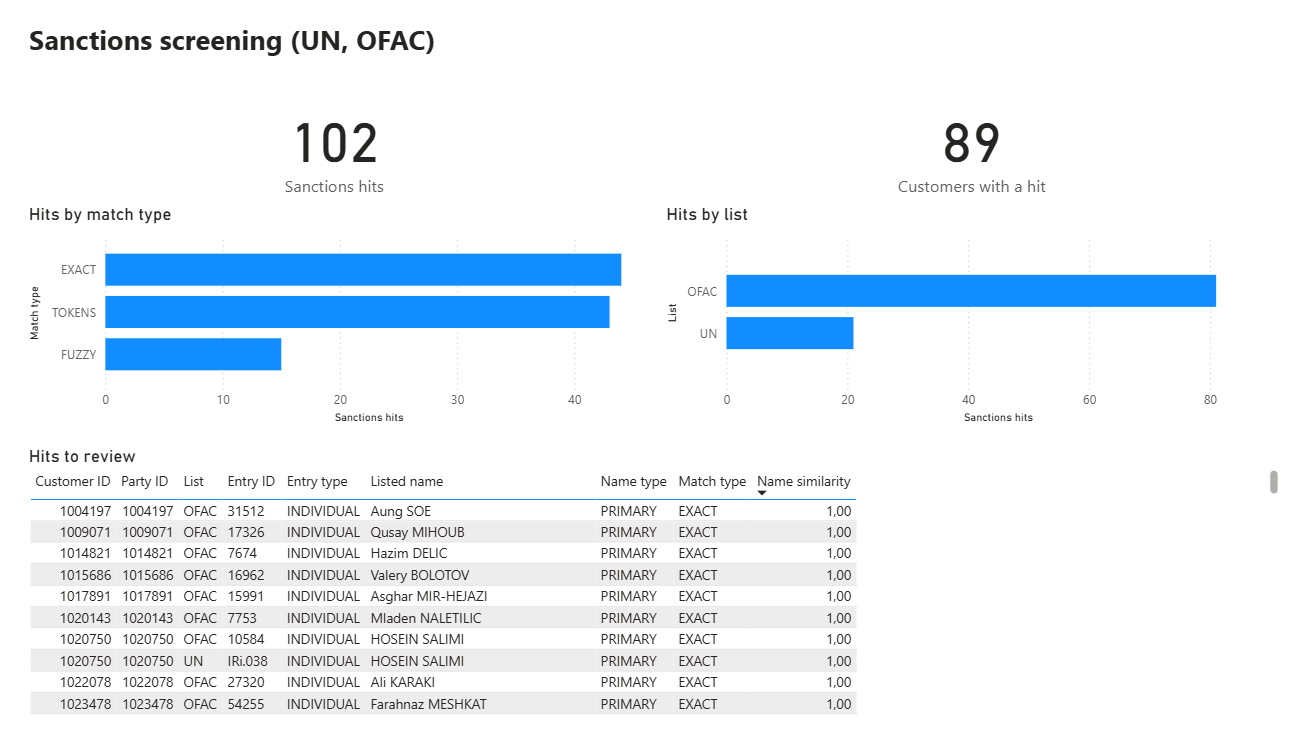 Sanctions screening (UN, OFAC)
102
Sanctions hits
89
Customers with a hit
Hits by match type
Match type
EXACT
TOKENS
FUZZY
0 10 20 30 40
Sanctions hits
Hits by list
List
OFAC
UN
0 20 40 60 80
Sanctions hits
Hits to review
Customer ID Party ID List Entry ID Entry type Listed name Name type Match type Name similarity
1004197 1004197 OFAC 31512 INDIVIDUAL Aung SOE PRIMARY EXACT 1,00
1009071 1009071 OFAC 17326 INDIVIDUAL Qusay MIHOUB PRIMARY EXACT 1,00
1014821 1014821 OFAC 7674 INDIVIDUAL Hazim DELIC PRIMARY EXACT 1,00
1015686 1015686 OFAC 16962 INDIVIDUAL Valery BOLOTOV PRIMARY EXACT 1,00
1017891 1017891 OFAC 15991 INDIVIDUAL Asghar MIR-HEJAZI PRIMARY EXACT 1,00
1020143 1020143 OFAC 7753 INDIVIDUAL Mladen NALETILIC PRIMARY EXACT 1,00
1020750 1020750 OFAC 10584 INDIVIDUAL HOSEIN SALIMI PRIMARY EXACT 1,00
1020750 1020750 UN IRi.038 INDIVIDUAL HOSEIN SALIMI PRIMARY EXACT 1,00
1022078 1022078 OFAC 27320 INDIVIDUAL Ali KARAKI PRIMARY EXACT 1,00
1023478 1023478 OFAC 54255 INDIVIDUAL Farahnaz MESHKAT PRIMARY EXACT 1,00